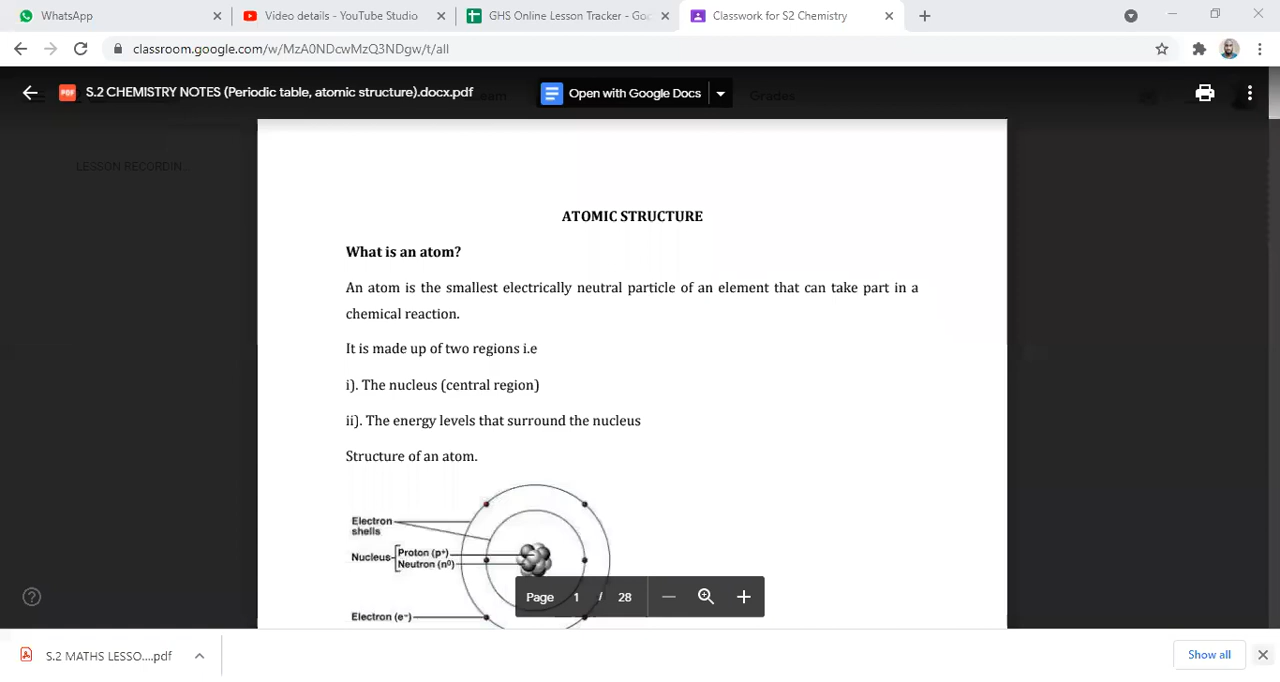 WhatsApp
Video details - YouTube Studio
GHS Online Lesson Tracker - Goo
Classwork for S2 Chemistry
classroom.google.com/w/MzA0NDcwMzQ3NDgw/t/all
PDF
S.2 CHEMISTRY NOTES (Periodic table, atomic structure).docx.pdf
Open with Google Docs
Grades
LESSON RECORDIN...
ATOMIC STRUCTURE
What is an atom?
An atom is the smallest electrically neutral particle of an element that can take part in a
chemical reaction.
It is made up of two regions i.e
i). The nucleus (central region)
ii). The energy levels that surround the nucleus
Structure of an atom.
Electron
shells
Nucleus
Proton (p+)
Neutron (n0)
Electron (e-)
Page 1 / 28
S.2 MATHS LESSO....pdf
Show all